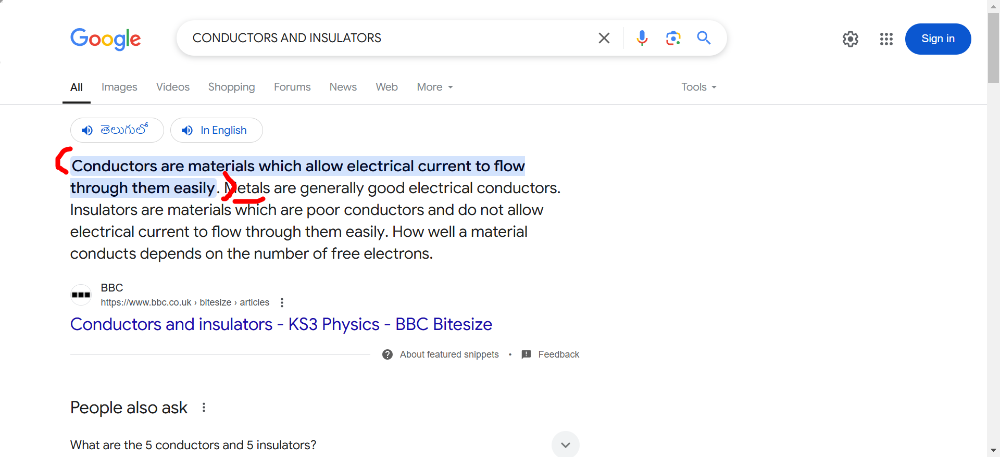 Google
CONDUCTORS AND INSULATORS
Sign in
All Images Videos Shopping Forums News Web More Tools
తెలుగులో In English
Conductors are materials which allow electrical current to flow
through them easily. Metals are generally good electrical conductors.
Insulators are materials which are poor conductors and do not allow
electrical current to flow through them easily. How well a material
conducts depends on the number of free electrons.
BBC
https://www.bbc.co.uk › bitesize › articles
Conductors and insulators - KS3 Physics - BBC Bitesize
About featured snippets • Feedback
People also ask
What are the 5 conductors and 5 insulators?